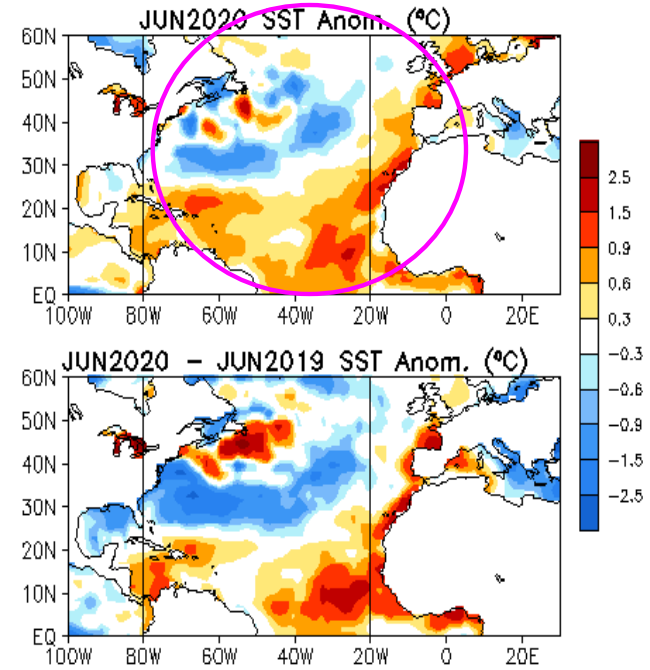 JUN2020 SST Anom. (°C)
60N
50N
40N
30N
20N
10N
EQ
100W 80W 60W 40W 20W 0 20E
2.5
1.5
0.9
0.6
0.3
-0.3
-0.6
-0.9
-1.5
-2.5
JUN2020 - JUN2019 SST Anom. (°C)
60N
50N
40N
30N
20N
10N
EQ
100W 80W 60W 40W 20W 0 20E